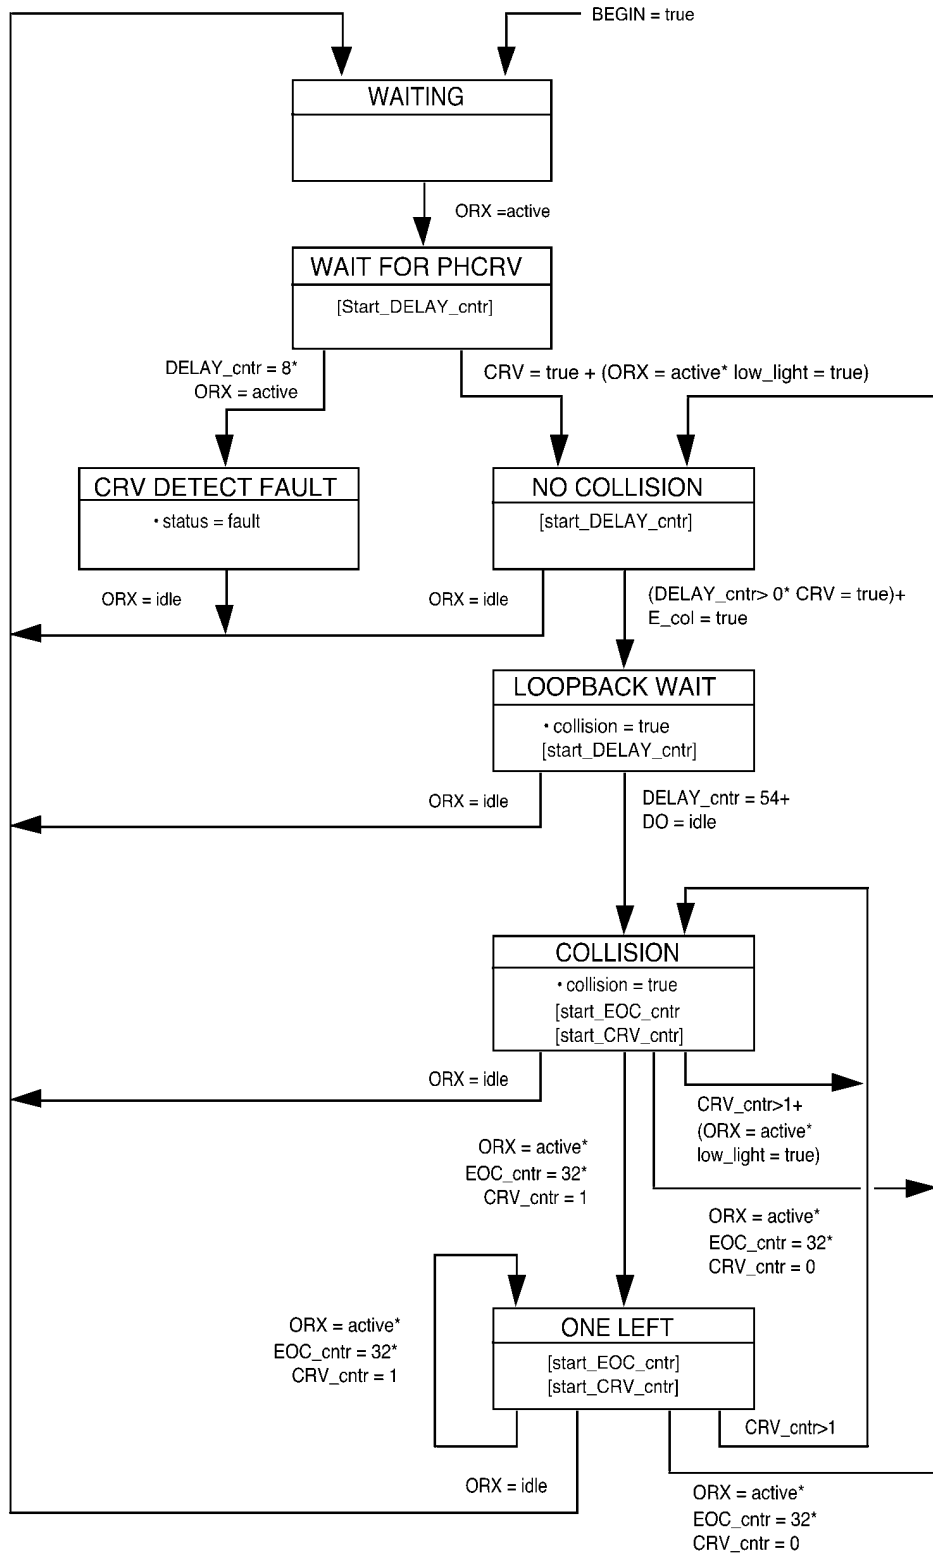 BEGIN = true
WAITING
ORX =active
WAIT FOR PHCRV
[Start_DELAY_cntr]
DELAY_cntr = 8*
ORX = active
CRV = true + (ORX = active* low_light = true)
CRV DETECT FAULT
• status = fault
NO COLLISION
[start_DELAY_cntr]
ORX = idle
ORX = idle
(DELAY_cntr> 0* CRV = true)+
E_col = true
LOOPBACK WAIT
• collision = true
[start_DELAY_cntr]
ORX = idle
DELAY_cntr = 54+
DO = idle
COLLISION
• collision = true
[start_EOC_cntr
[start_CRV_cntr]
ORX = idle
CRV_cntr>1+
(ORX = active*
low_light = true)
ORX = active*
EOC_cntr = 32*
CRV_cntr = 1
ORX = active*
EOC_cntr = 32*
CRV_cntr = 0
ORX = active*
EOC_cntr = 32*
CRV_cntr = 1
ONE LEFT
[start_EOC_cntr]
[start_CRV_cntr]
CRV_cntr>1
ORX = idle
ORX = active*
EOC_cntr = 32*
CRV_cntr = 0